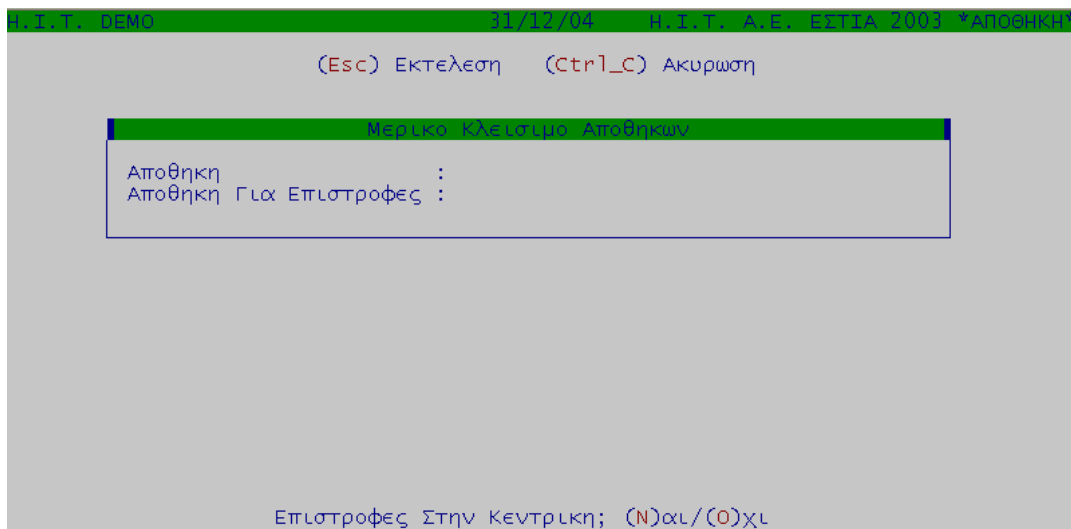 H.I.T. DEMO 31/12/04 H.I.T. A.E. ΕΣΤΙΑ 2003 *ΑΠΟΘΗΚΗ*
(Esc) Εκτελεση (Ctrl_C) Ακυρωση
Μερικο Κλεισιμο Αποθηκων
Αποθηκη :
Αποθηκη Για Επιστροφες :
Επιστροφες Στην Κεντρικη; (Ν)αι/(Ο)χι